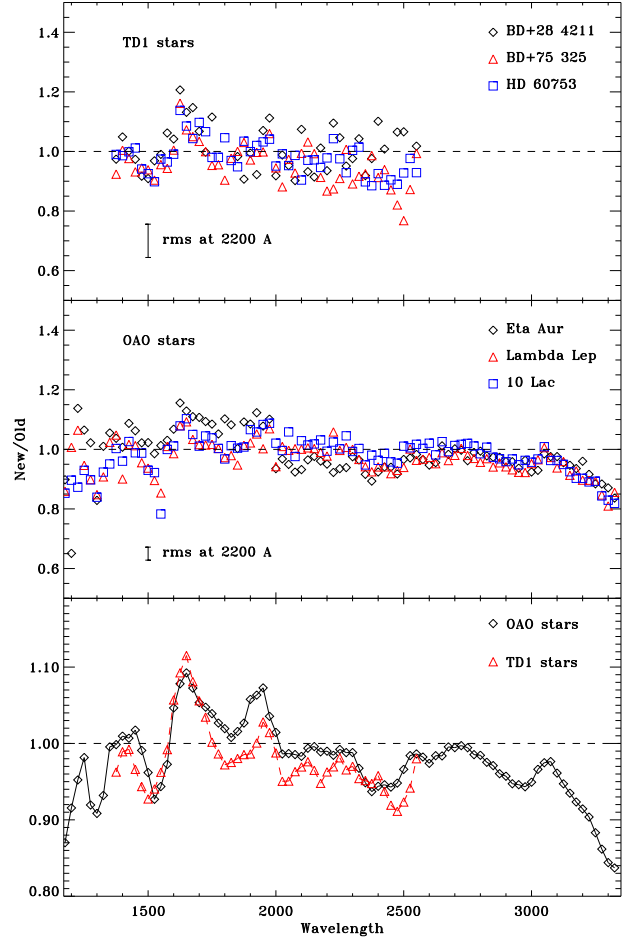 1.4
TD1 stars
BD+28 4211
BD+75 325
HD 60753
1.2
1.0
0.8
rms at 2200 A
0.6
1.4
OAO stars
Eta Aur
Lambda Lep
10 Lac
1.2
New/Old
1.0
0.8
rms at 2200 A
0.6
OAO stars
TD1 stars
1.10
1.00
0.90
0.80
1500
2000
2500
3000
Wavelength